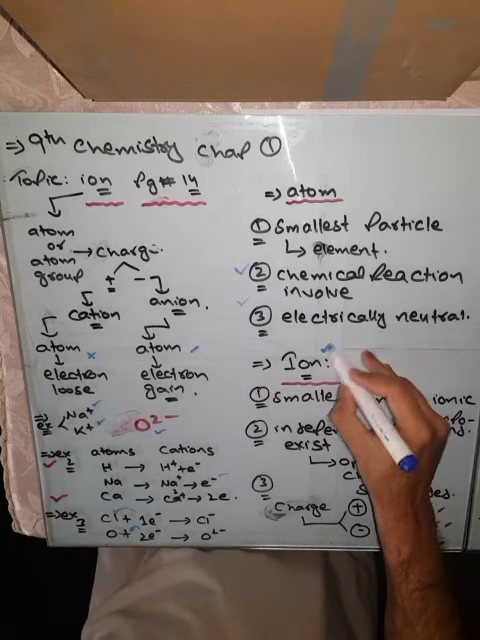 ⇒ 9th chemistry chap ①
Topic: ion Pg# 14
atom
or → charge
atom
group
+ -
cation anion.
atom × atom ✓
electron electron
loose gain.
⇒ ex Na⁺ ✓
K⁺ ✓
O²⁻
⇒ ex 2 atoms Cations
H → H⁺+e⁻
Na → Na⁺→e⁻
Ca → Ca²⁺→2e.
⇒ ex 3 Cl + 1e⁻ → Cl⁻
O + 2e⁻ → O²⁻
⇒ atom
① Smallest Particle
↳ element.
② chemical Reaction
involve
③ electrically neutral.
⇒ Ion:
① ionic
②
exist
③
Charge + -